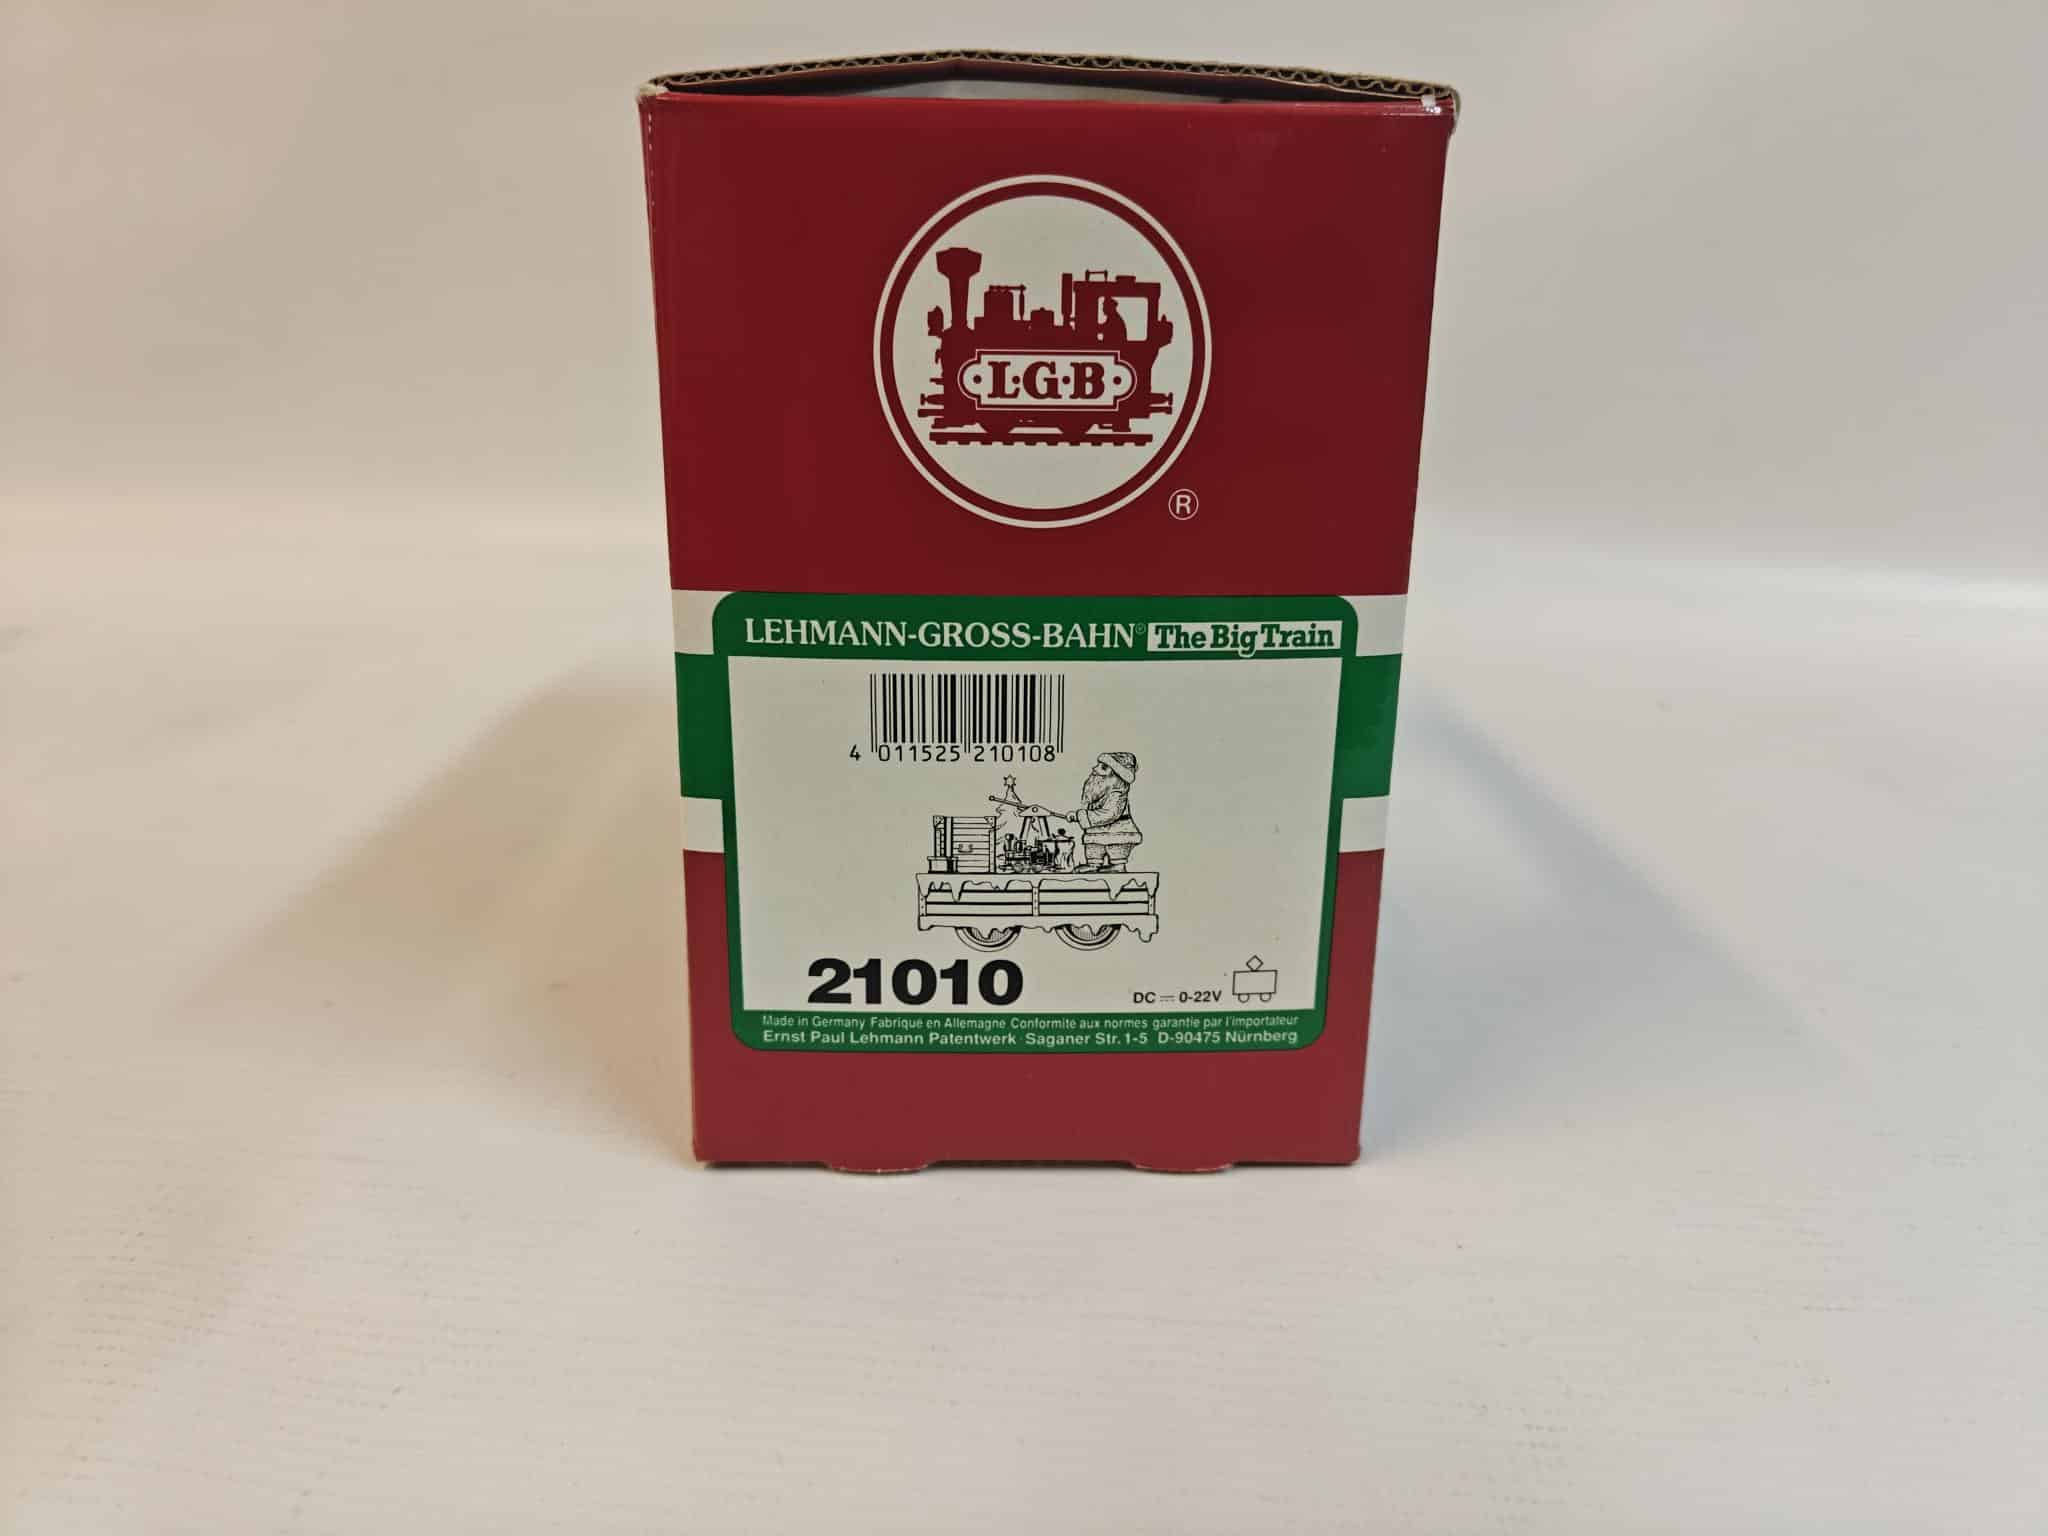 L·G·B
®
LEHMANN-GROSS-BAHN® The Big Train
4 011525 210108
21010
DC ⎓ 0-22V
Made in Germany Fabriqué en Allemagne Conformité aux normes garantie par l'importateur
Ernst Paul Lehmann Patentwerk · Saganer Str. 1-5 D-90475 Nürnberg